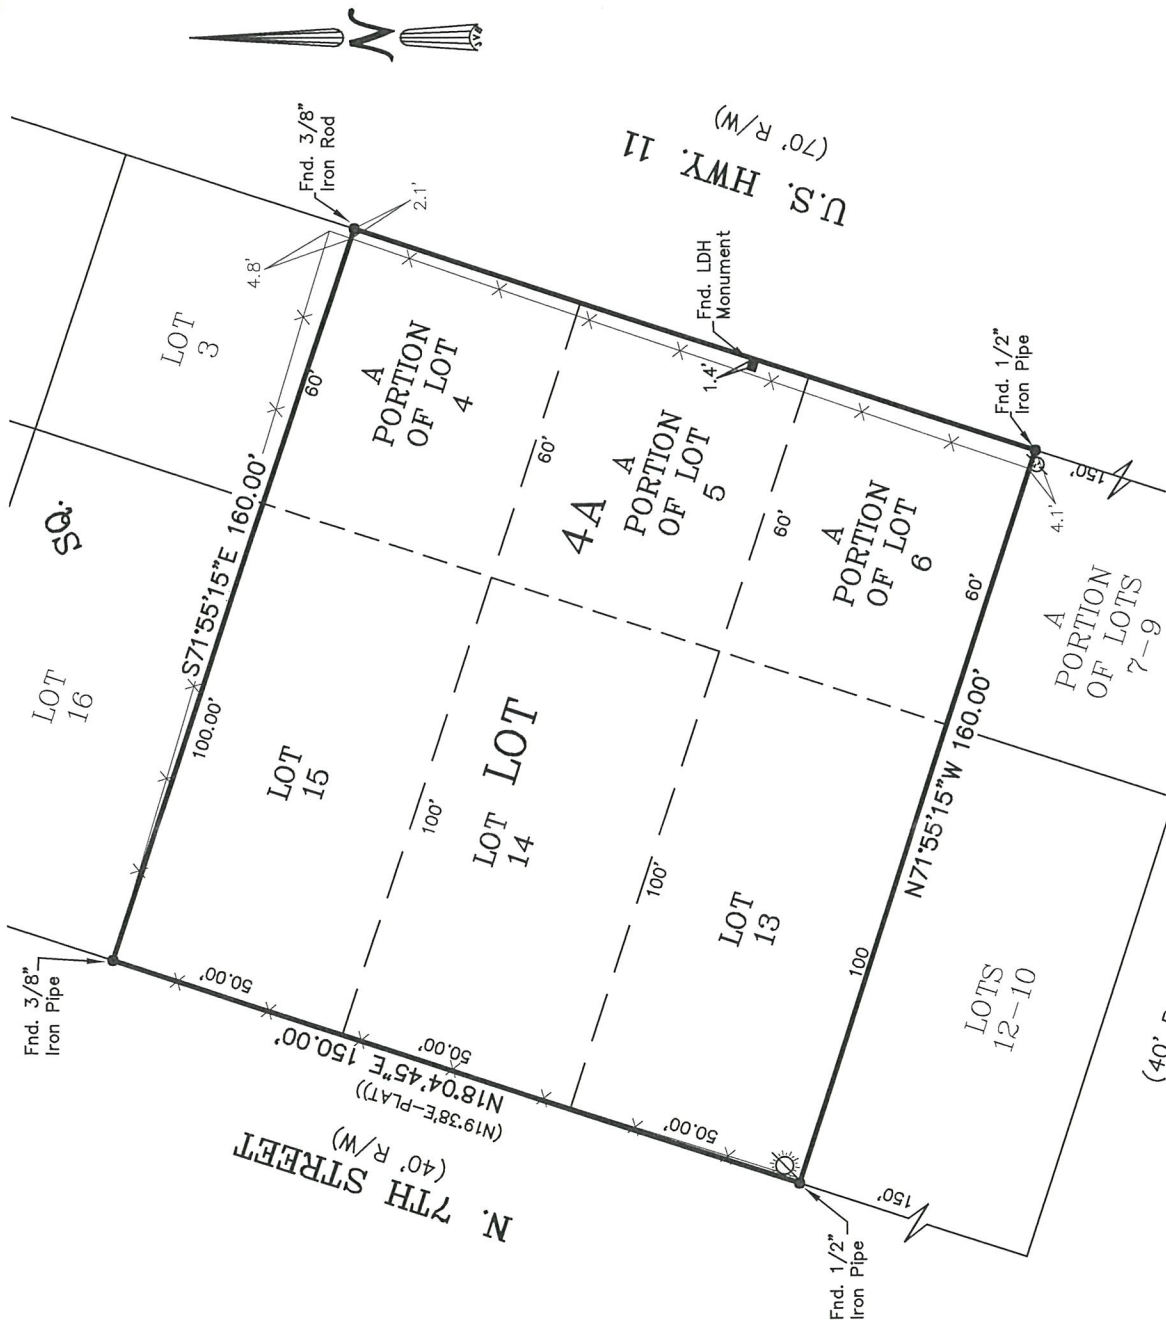 N
JVB
U.S. HWY. 11
(70' R/W)
Fnd. 3/8"
Iron Rod
2.1'
4.8'
LOT
3
SQ.
LOT
16
S71°55'15"E 160.00'
60'
100.00'
Fnd. 3/8"
Iron Pipe
A
PORTION
OF LOT
4
60'
Fnd. LDH
Monument
1.4'
4A
A
PORTION
OF LOT
5
60'
A
PORTION
OF LOT
6
60'
Fnd. 1/2"
Iron Pipe
150'
4.1'
A
PORTION
OF LOTS
7-9
LOT
15
100'
LOT
LOT
14
100'
LOT
13
100
N71°55'15"W 160.00'
LOTS
12-10
50.00'
50.00'
50.00'
N18°04'45"E 150.00'
(N19°38'E-PLAT))
(40' R/W)
N. 7TH STREET
150'
Fnd. 1/2"
Iron Pipe
(40'